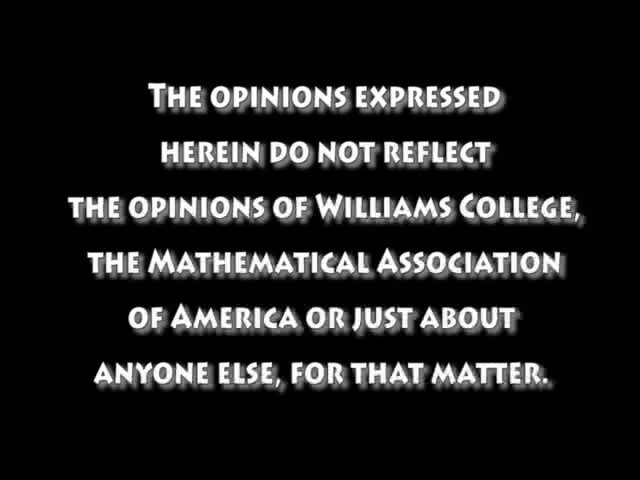 The opinions expressed
herein do not reflect
the opinions of Williams College,
the Mathematical Association
of America or just about
anyone else, for that matter.